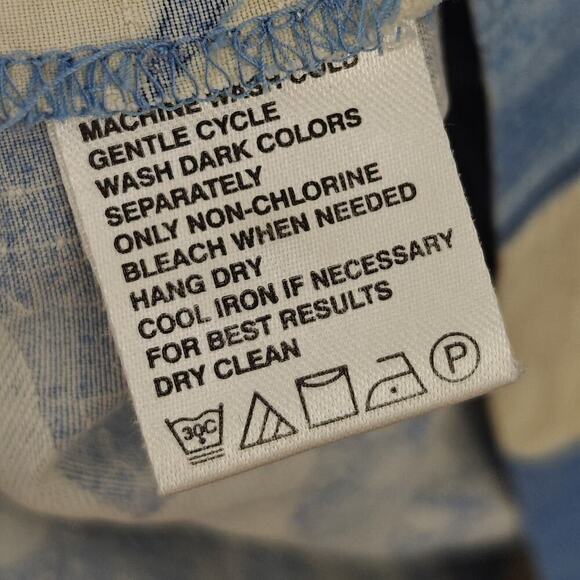 MACHINE WASH COLD
GENTLE CYCLE
WASH DARK COLORS
SEPARATELY
ONLY NON-CHLORINE
BLEACH WHEN NEEDED
HANG DRY
COOL IRON IF NECESSARY
FOR BEST RESULTS
DRY CLEAN
30C P